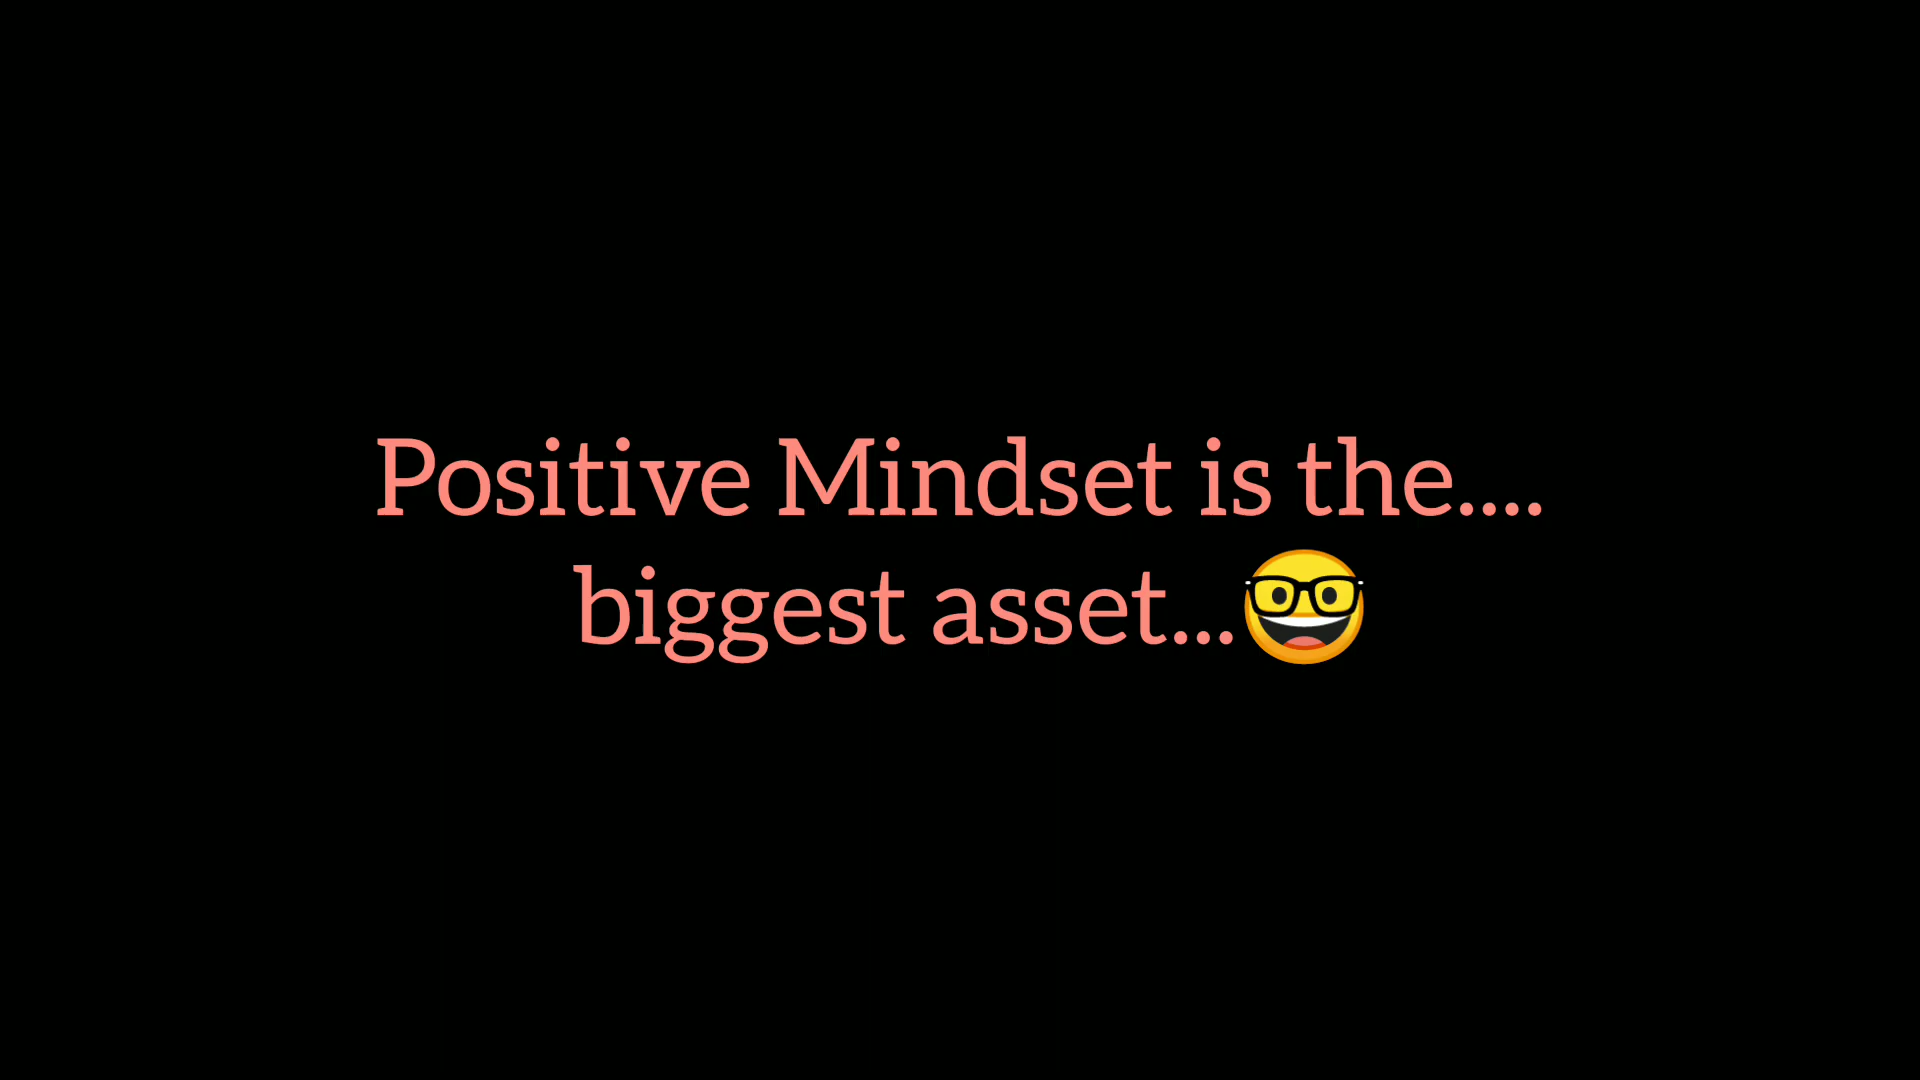 Positive Mindset is the....
biggest asset...🤓